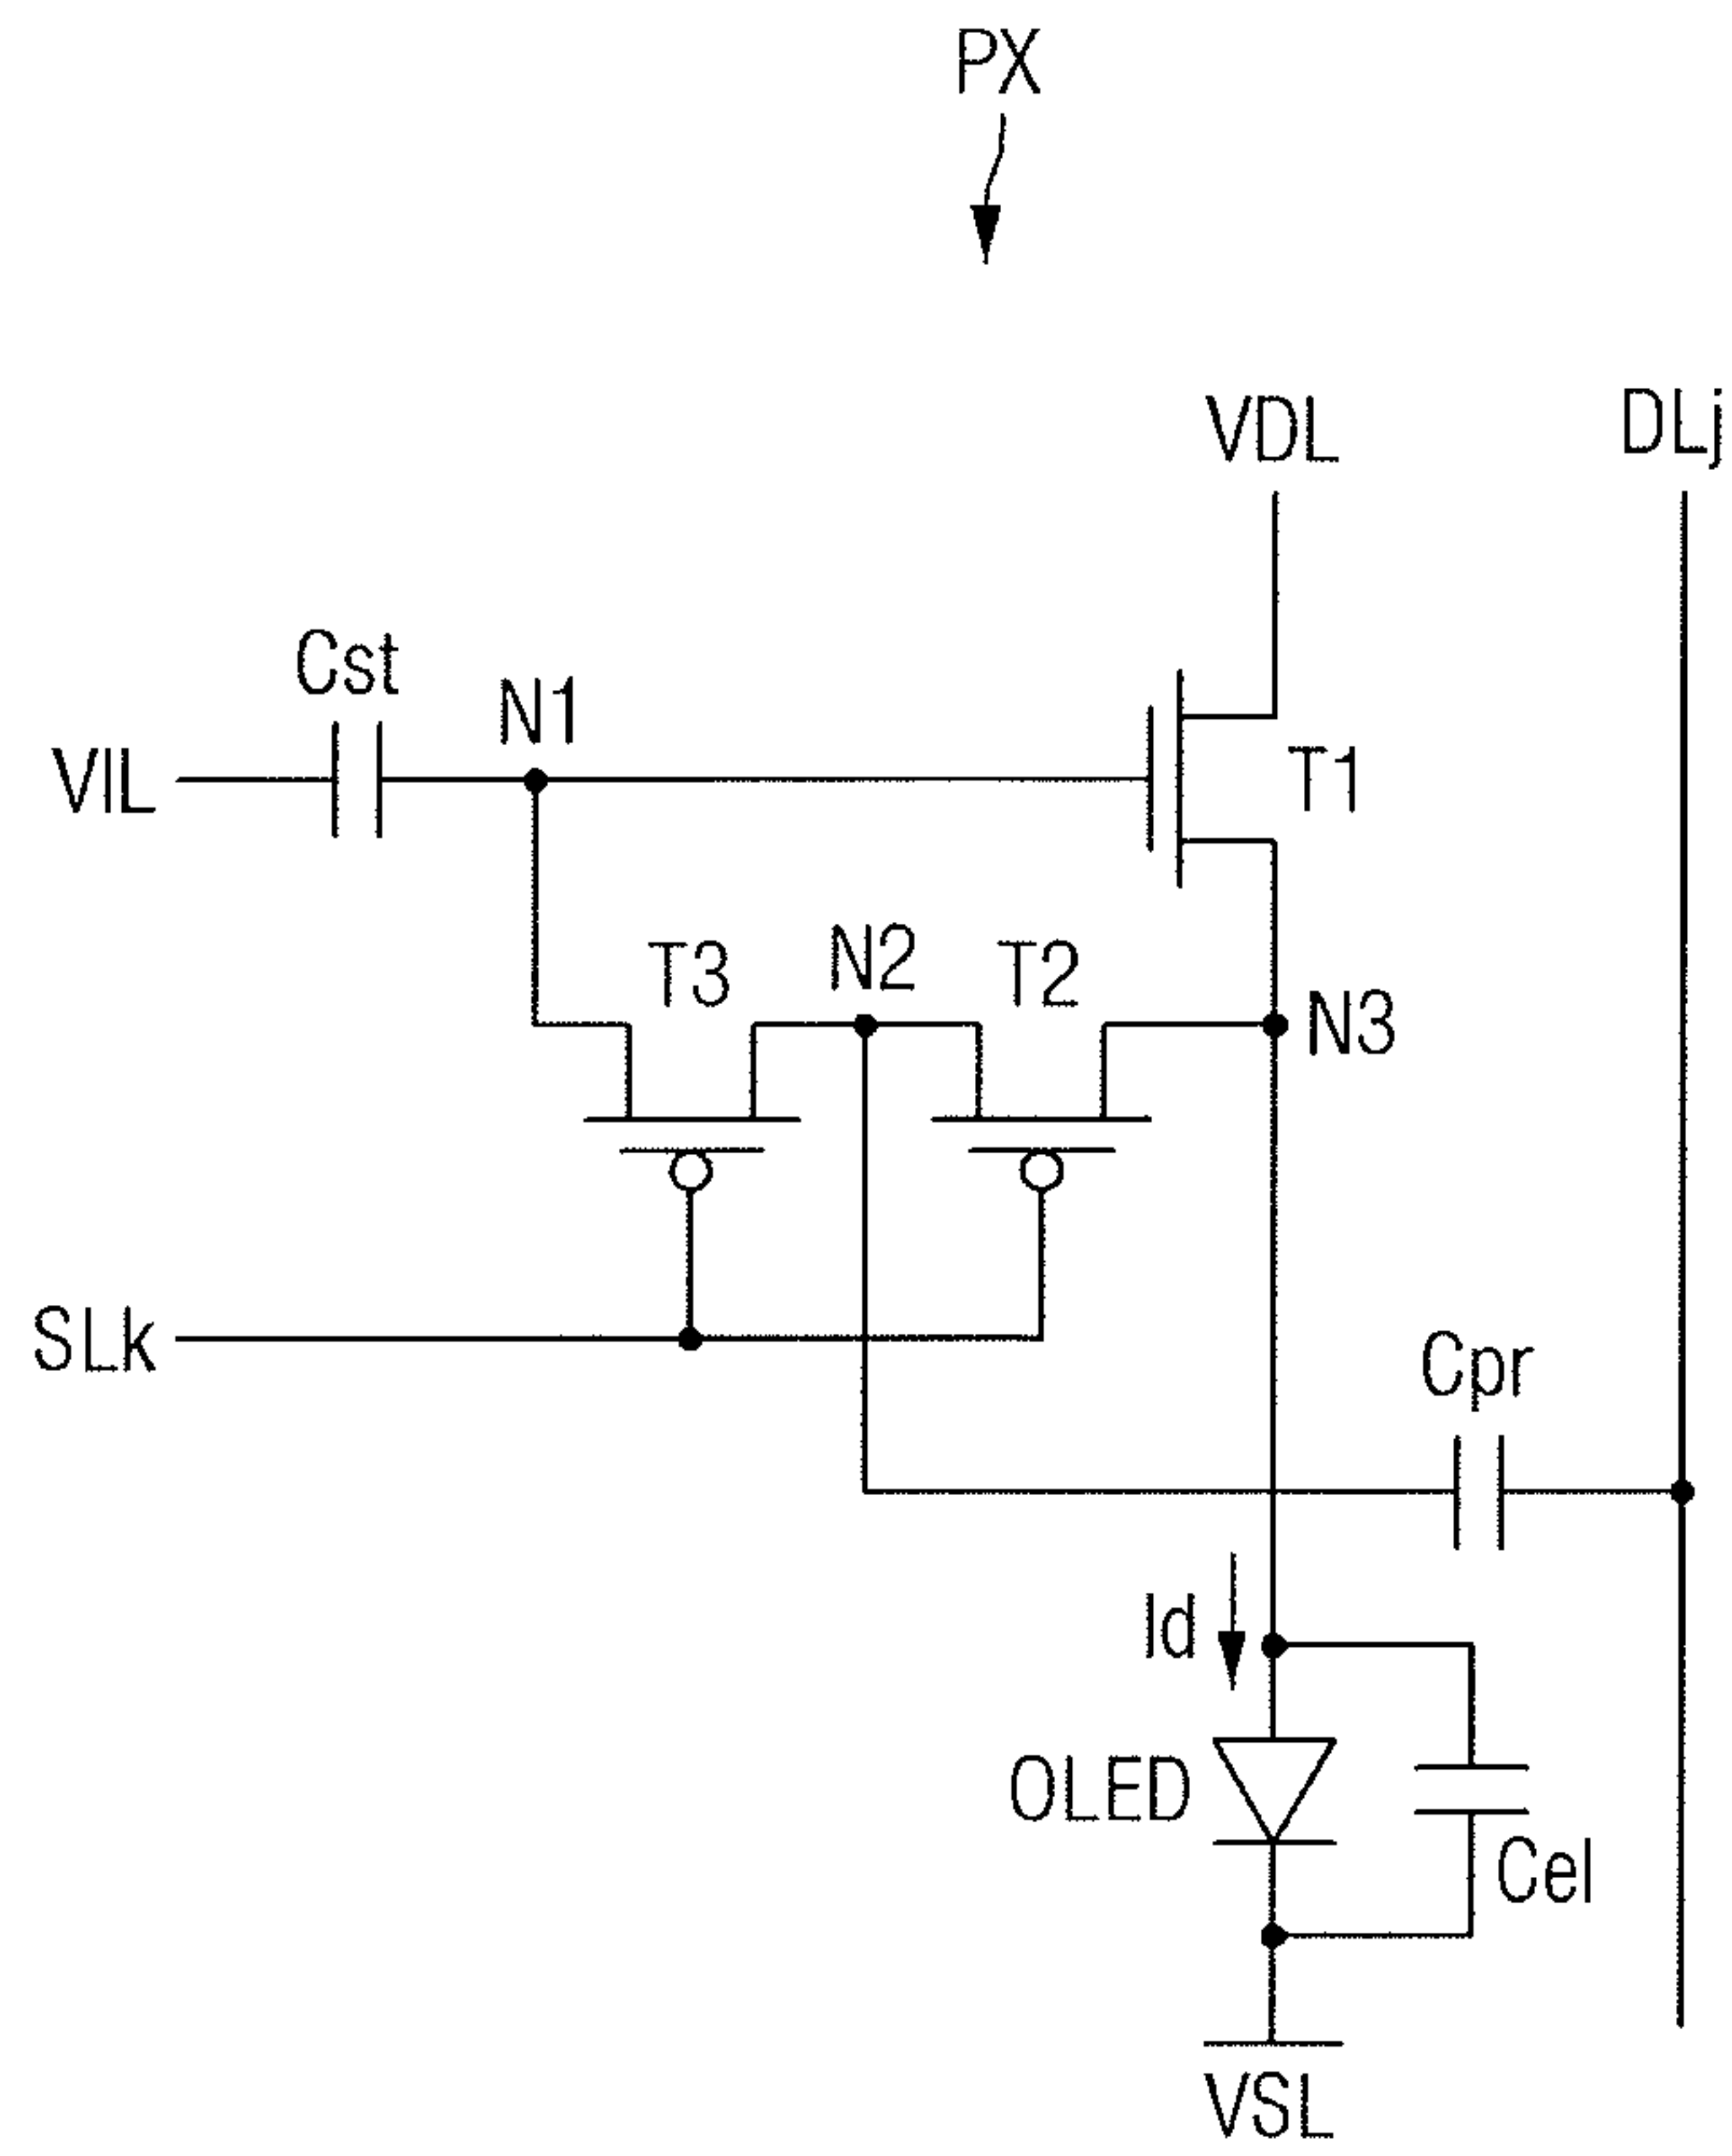 PX
VDL
DLj
Cst
N1
VIL
T1
T3
N2
T2
N3
SLk
Cpr
Id
OLED
Cel
VSL